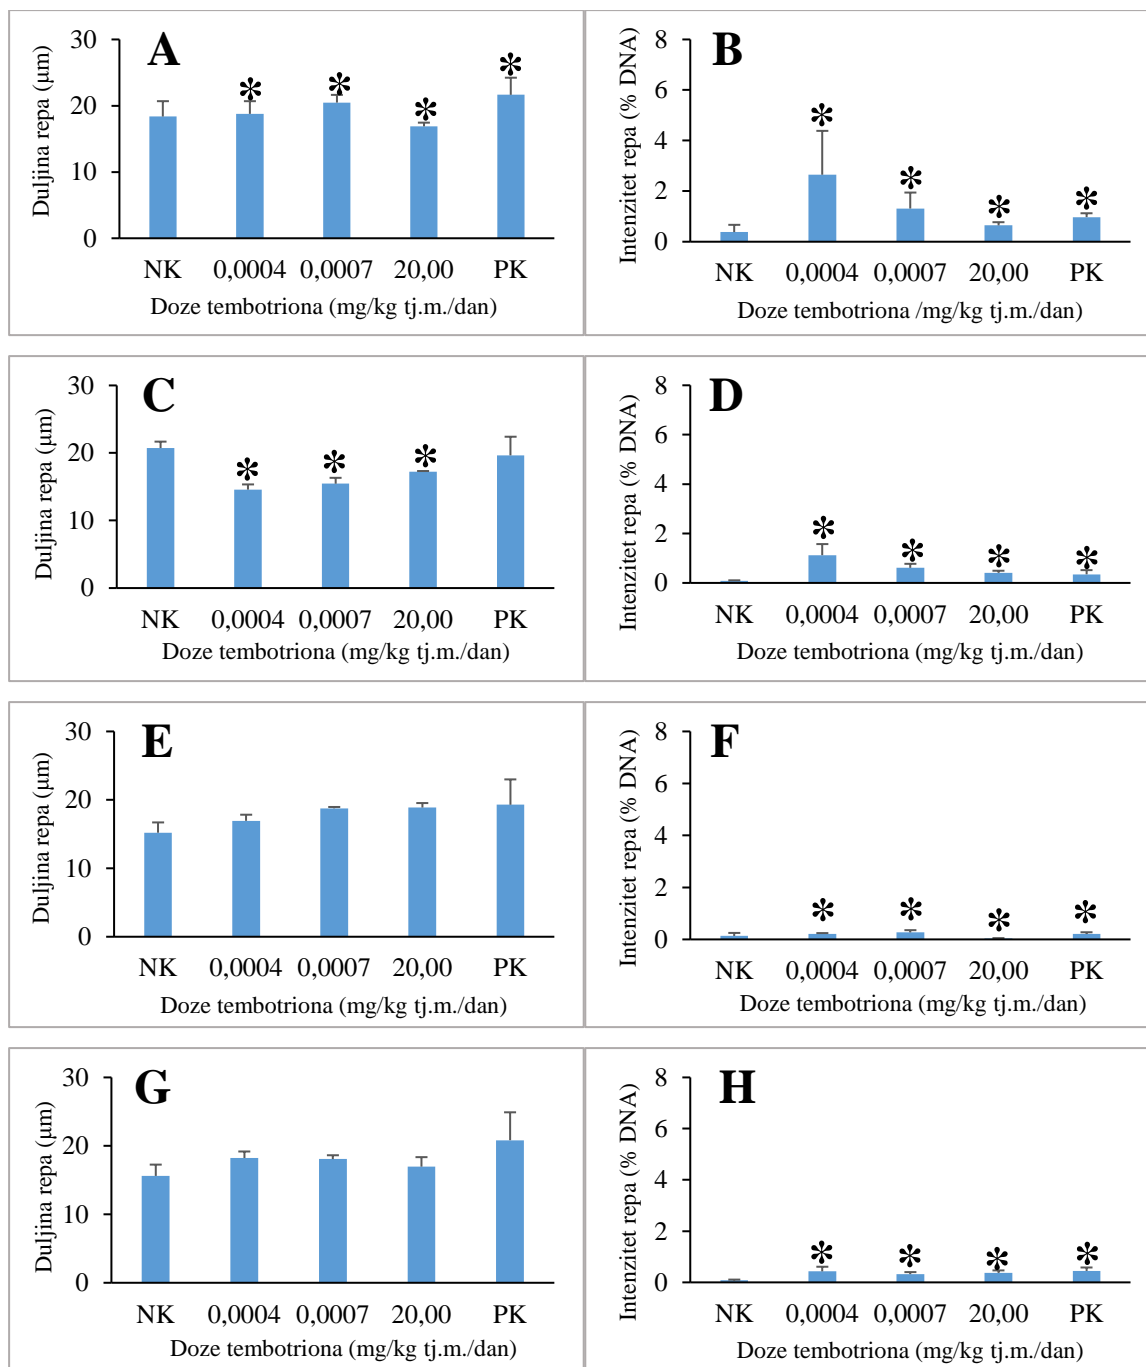 A
Duljina repa (µm)
30
20
10
0
* * * *
NK 0,0004 0,0007 20,00 PK
Doze tembotriona (mg/kg tj.m./dan)
B
Intenzitet repa (% DNA)
8
6
4
2
0
* * * *
NK 0,0004 0,0007 20,00 PK
Doze tembotriona /mg/kg tj.m./dan)
C
Duljina repa (µm)
30
20
10
0
* * *
NK 0,0004 0,0007 20,00 PK
Doze tembotriona (mg/kg tj.m./dan)
D
Intenzitet repa (% DNA)
8
6
4
2
0
* * * *
NK 0,0004 0,0007 20,00 PK
Doze tembotriona (mg/kg tj.m./dan)
E
Duljina repa (µm)
30
20
10
0
NK 0,0004 0,0007 20,00 PK
Doze tembotriona (mg/kg tj.m./dan)
F
Intenzitet repa (% DNA)
8
6
4
2
0
* * * *
NK 0,0004 0,0007 20,00 PK
Doze tembotriona (mg/kg tj.m./dan)
G
Duljina repa (µm)
30
20
10
0
NK 0,0004 0,0007 20,00 PK
Doze tembotriona (mg/kg tj.m./dan)
H
Intenzitet repa (% DNA)
8
6
4
2
0
* * * *
NK 0,0004 0,0007 20,00 PK
Doze tembotriona (mg/kg tj.m./dan)